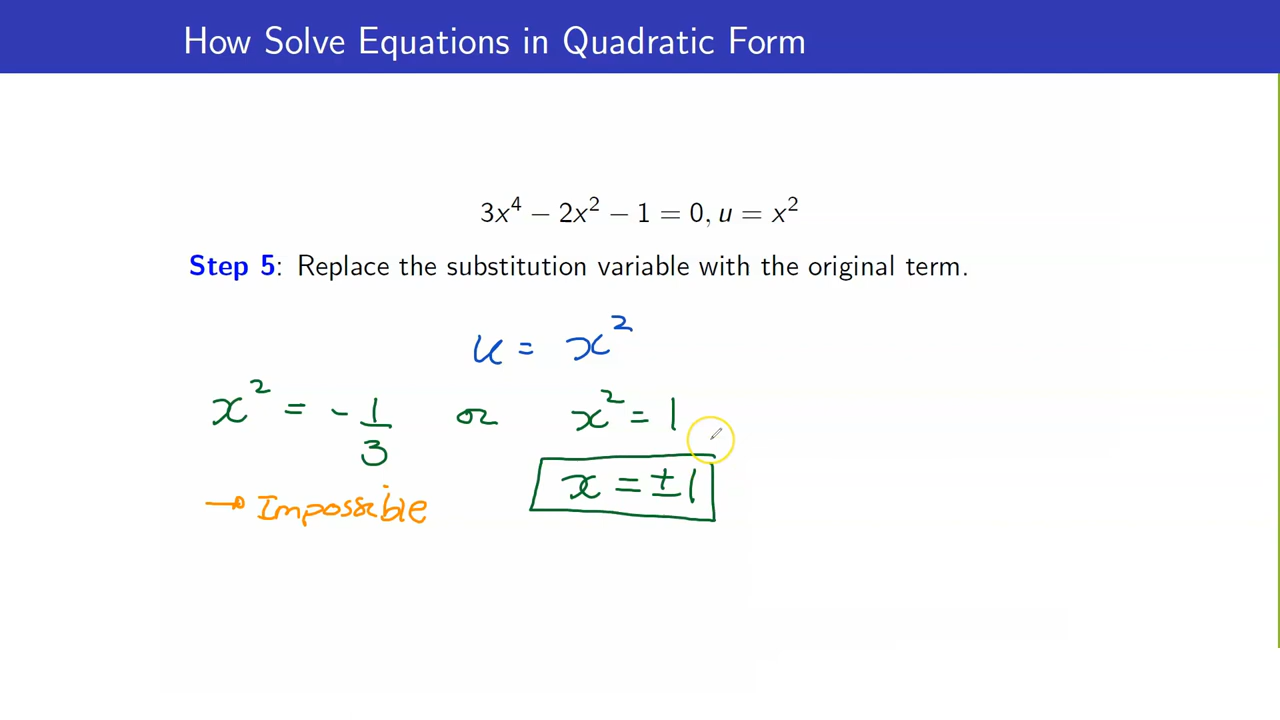 How Solve Equations in Quadratic Form
3x⁴ − 2x² − 1 = 0, u = x²
Step 5: Replace the substitution variable with the original term.
u = x²
x² = -1/3 or x² = 1
x = ±1
→ Impossible